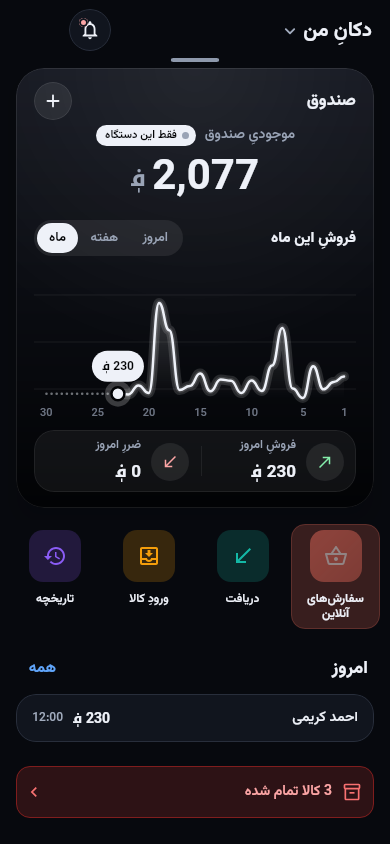 دکانِ من
صندوق
موجودیِ صندوق فقط این دستگاه
2,077 ؋
فروشِ این ماه
امروز هفته ماه
230 ؋
30 25 20 15 10 5 1
فروشِ امروز
230 ؋
ضررِ امروز
0 ؋
سفارش‌های آنلاین
دریافت
ورودِ کالا
تاریخچه
امروز همه
احمد کریمی 230 ؋ 12:00
3 کالا تمام شده